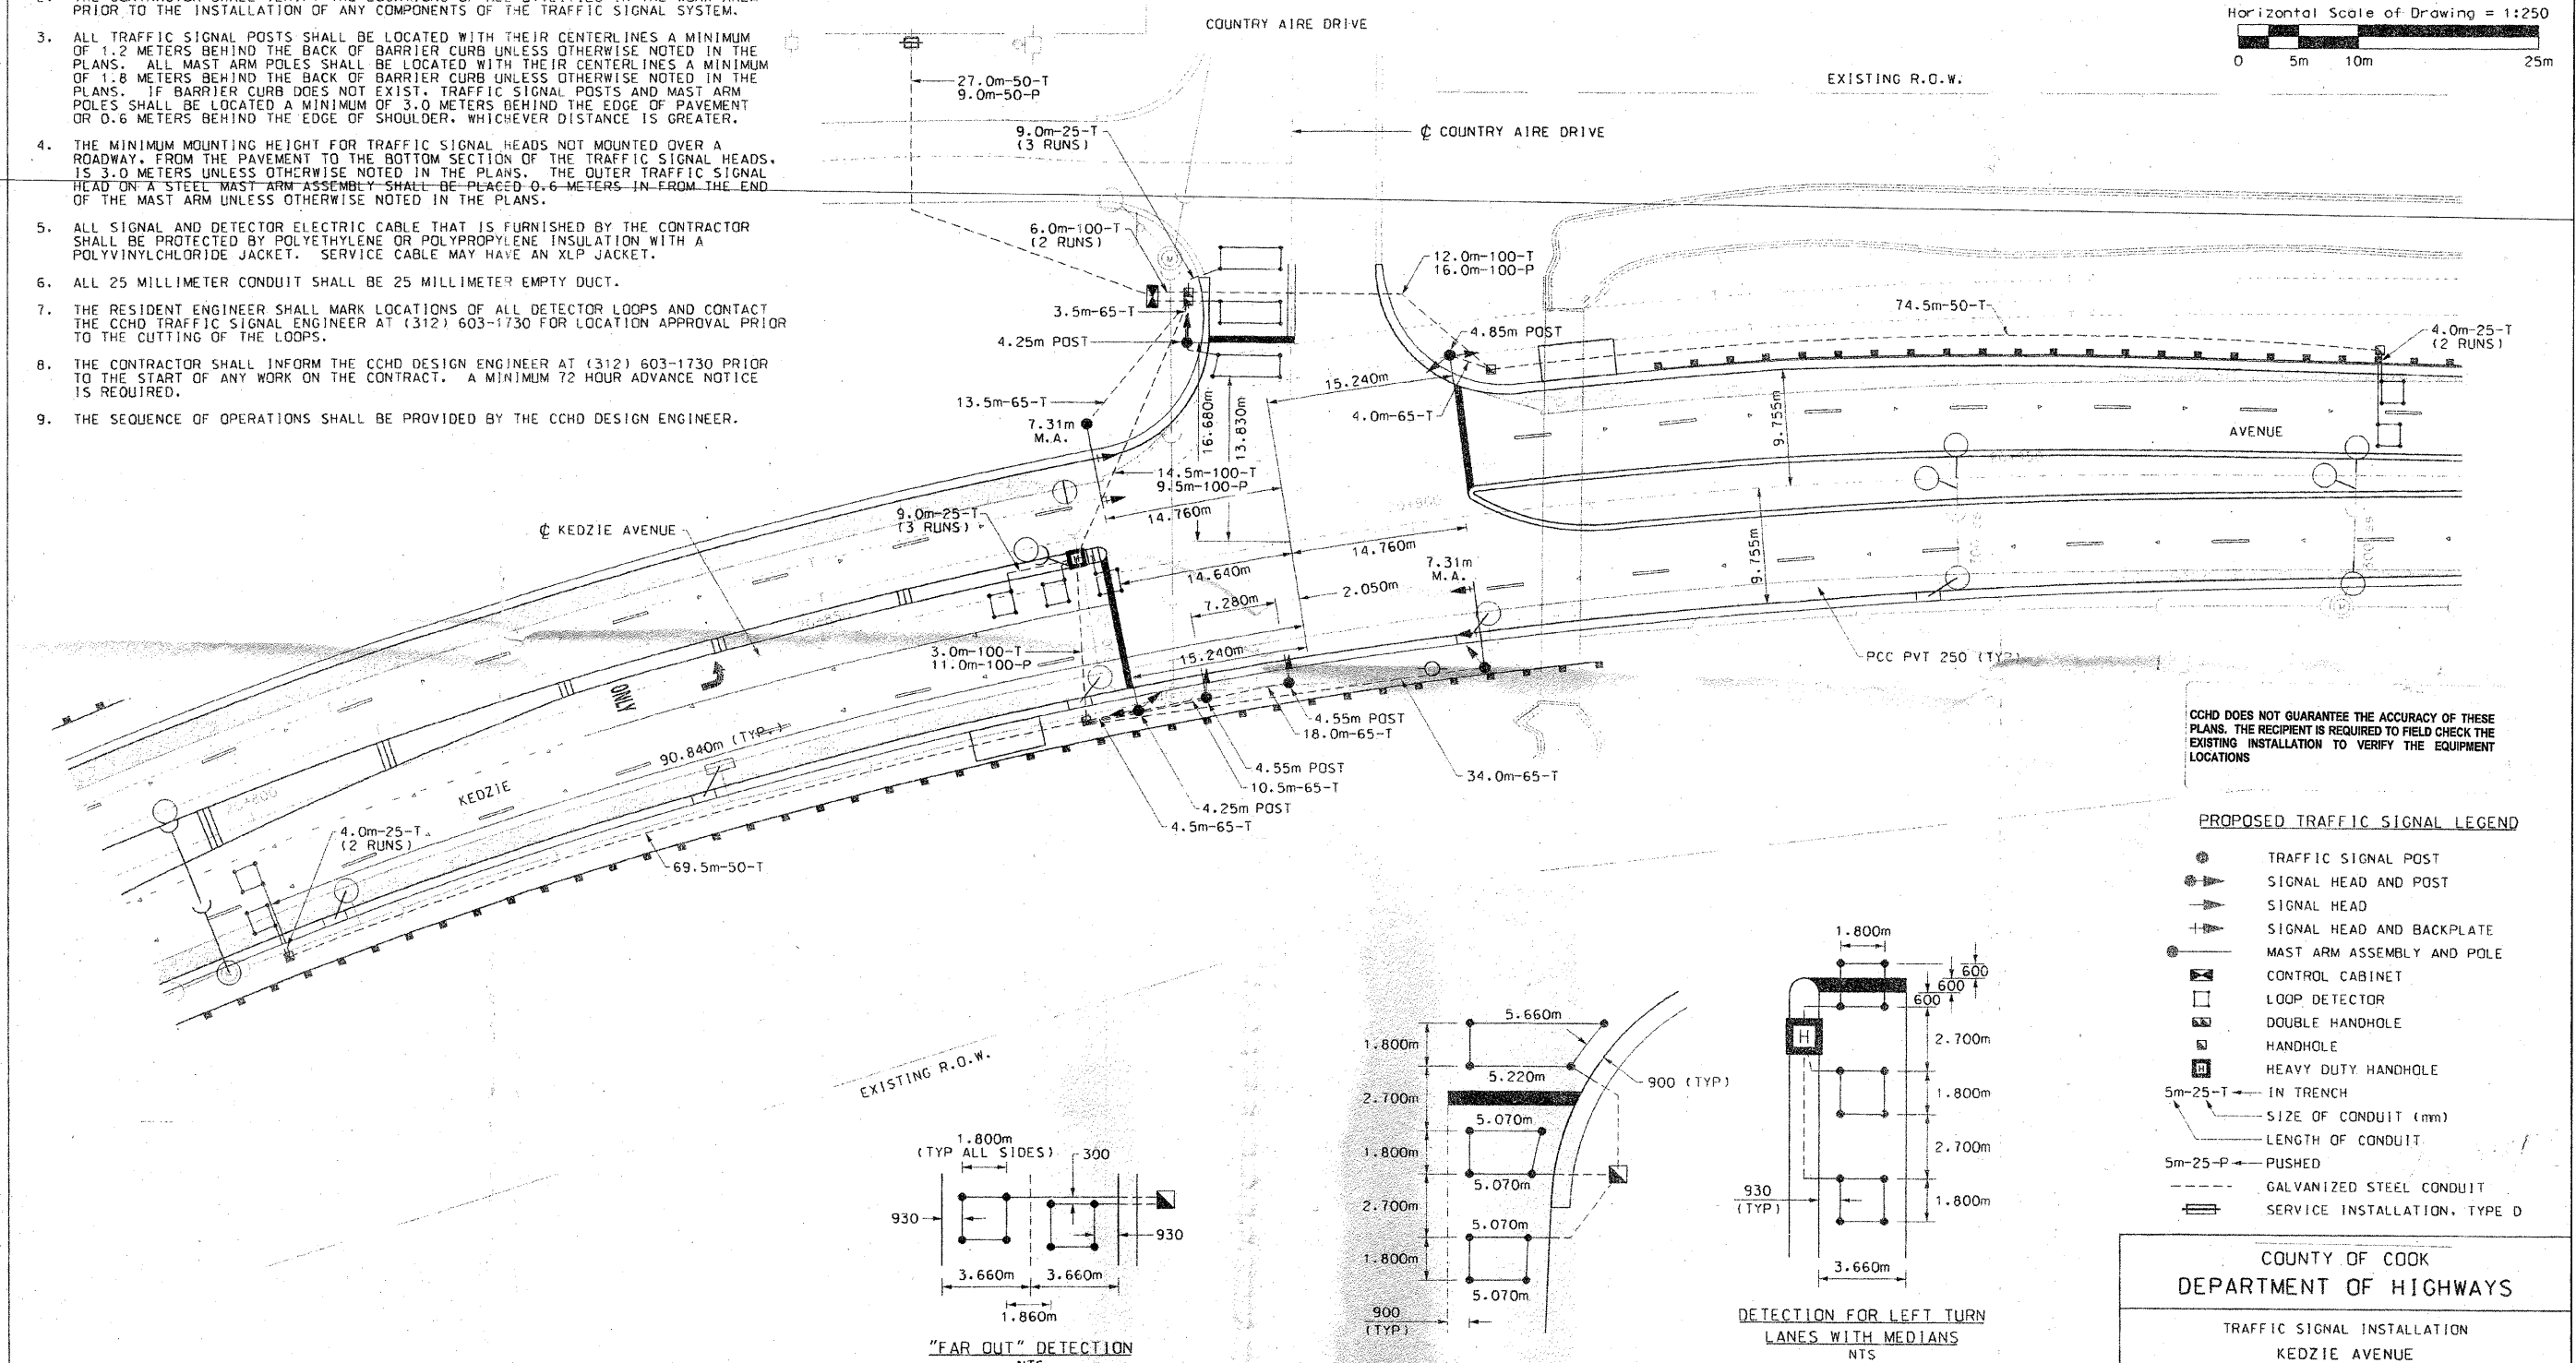 PRIOR TO THE INSTALLATION OF ANY COMPONENTS OF THE TRAFFIC SIGNAL SYSTEM.
3. ALL TRAFFIC SIGNAL POSTS SHALL BE LOCATED WITH THEIR CENTERLINES A MINIMUM
OF 1.2 METERS BEHIND THE BACK OF BARRIER CURB UNLESS OTHERWISE NOTED IN THE
PLANS. ALL MAST ARM POLES SHALL BE LOCATED WITH THEIR CENTERLINES A MINIMUM
OF 1.8 METERS BEHIND THE BACK OF BARRIER CURB UNLESS OTHERWISE NOTED IN THE
PLANS. IF BARRIER CURB DOES NOT EXIST, TRAFFIC SIGNAL POSTS AND MAST ARM
POLES SHALL BE LOCATED A MINIMUM OF 3.0 METERS BEHIND THE EDGE OF PAVEMENT
OR 0.6 METERS BEHIND THE EDGE OF SHOULDER, WHICHEVER DISTANCE IS GREATER.
4. THE MINIMUM MOUNTING HEIGHT FOR TRAFFIC SIGNAL HEADS NOT MOUNTED OVER A
ROADWAY, FROM THE PAVEMENT TO THE BOTTOM SECTION OF THE TRAFFIC SIGNAL HEADS,
IS 3.0 METERS UNLESS OTHERWISE NOTED IN THE PLANS. THE OUTER TRAFFIC SIGNAL
HEAD ON A STEEL MAST ARM ASSEMBLY SHALL BE PLACED 0.6 METERS IN FROM THE END
OF THE MAST ARM UNLESS OTHERWISE NOTED IN THE PLANS.
5. ALL SIGNAL AND DETECTOR ELECTRIC CABLE THAT IS FURNISHED BY THE CONTRACTOR
SHALL BE PROTECTED BY POLYETHYLENE OR POLYPROPYLENE INSULATION WITH A
POLYVINYLCHLORIDE JACKET. SERVICE CABLE MAY HAVE AN XLP JACKET.
6. ALL 25 MILLIMETER CONDUIT SHALL BE 25 MILLIMETER EMPTY DUCT.
7. THE RESIDENT ENGINEER SHALL MARK LOCATIONS OF ALL DETECTOR LOOPS AND CONTACT
THE CCHD TRAFFIC SIGNAL ENGINEER AT (312) 603-1730 FOR LOCATION APPROVAL PRIOR
TO THE CUTTING OF THE LOOPS.
8. THE CONTRACTOR SHALL INFORM THE CCHD DESIGN ENGINEER AT (312) 603-1730 PRIOR
TO THE START OF ANY WORK ON THE CONTRACT. A MINIMUM 72 HOUR ADVANCE NOTICE
IS REQUIRED.
9. THE SEQUENCE OF OPERATIONS SHALL BE PROVIDED BY THE CCHD DESIGN ENGINEER.
COUNTRY AIRE DRIVE
Horizontal Scale of Drawing = 1:250
0 5m 10m 25m
EXISTING R.O.W.
27.0m-50-T
9.0m-50-P
9.0m-25-T
(3 RUNS)
℄ COUNTRY AIRE DRIVE
6.0m-100-T
(2 RUNS)
12.0m-100-T
16.0m-100-P
3.5m-65-T
74.5m-50-T
4.25m POST
4.85m POST
4.0m-25-T
(2 RUNS)
15.240m
13.5m-65-T
4.0m-65-T
7.31m
M.A.
16.680m
13.830m
9.755m
AVENUE
14.5m-100-T
9.5m-100-P
14.760m
9.0m-25-T
(3 RUNS)
℄ KEDZIE AVENUE
14.760m
14.640m
7.31m
M.A.
9.755m
2.050m
7.280m
3.0m-100-T
11.0m-100-P
15.240m
PCC PVT 250 (TYP)
ONLY
4.55m POST
18.0m-65-T
90.840m (TYP.)
KEDZIE
4.55m POST
10.5m-65-T
34.0m-65-T
4.25m POST
4.5m-65-T
4.0m-25-T
(2 RUNS)
69.5m-50-T
CCHD DOES NOT GUARANTEE THE ACCURACY OF THESE
PLANS. THE RECIPIENT IS REQUIRED TO FIELD CHECK THE
EXISTING INSTALLATION TO VERIFY THE EQUIPMENT
LOCATIONS
PROPOSED TRAFFIC SIGNAL LEGEND
TRAFFIC SIGNAL POST
SIGNAL HEAD AND POST
SIGNAL HEAD
SIGNAL HEAD AND BACKPLATE
MAST ARM ASSEMBLY AND POLE
CONTROL CABINET
LOOP DETECTOR
DOUBLE HANDHOLE
HANDHOLE
H HEAVY DUTY HANDHOLE
5m-25-T IN TRENCH
SIZE OF CONDUIT (mm)
LENGTH OF CONDUIT
5m-25-P PUSHED
GALVANIZED STEEL CONDUIT
SERVICE INSTALLATION, TYPE D
EXISTING R.O.W.
1.800m
(TYP ALL SIDES)
300
930
930
3.660m 3.660m
1.860m
"FAR OUT" DETECTION
NTS
5.660m
1.800m
5.220m
900 (TYP)
2.700m
5.070m
1.800m
5.070m
2.700m
5.070m
1.800m
5.070m
900
(TYP)
1.800m
600
600
600
H
2.700m
1.800m
2.700m
930
(TYP)
1.800m
3.660m
DETECTION FOR LEFT TURN
LANES WITH MEDIANS
NTS
COUNTY OF COOK
DEPARTMENT OF HIGHWAYS
TRAFFIC SIGNAL INSTALLATION
KEDZIE AVENUE